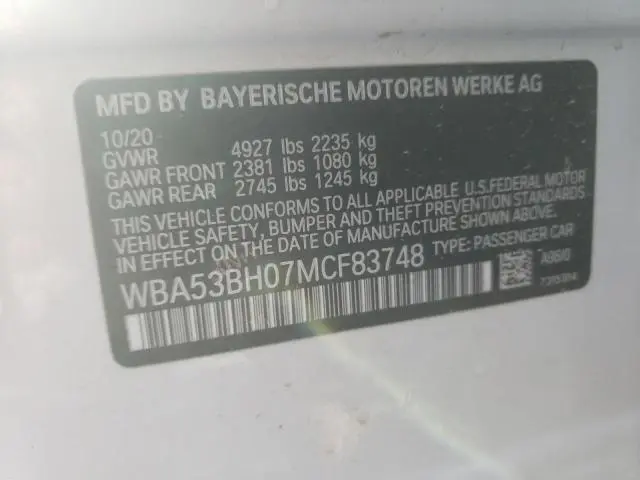 MFD BY BAYERISCHE MOTOREN WERKE AG
10/20
GVWR 4927 lbs 2235 kg
GAWR FRONT 2381 lbs 1080 kg
GAWR REAR 2745 lbs 1245 kg
THIS VEHICLE CONFORMS TO ALL APPLICABLE U.S.FEDERAL MOTOR
VEHICLE SAFETY, BUMPER AND THEFT PREVENTION STANDARDS
IN EFFECT ON THE DATE OF MANUFACTURE SHOWN ABOVE.
WBA53BH07MCF83748 TYPE: PASSENGER CAR
A96/0